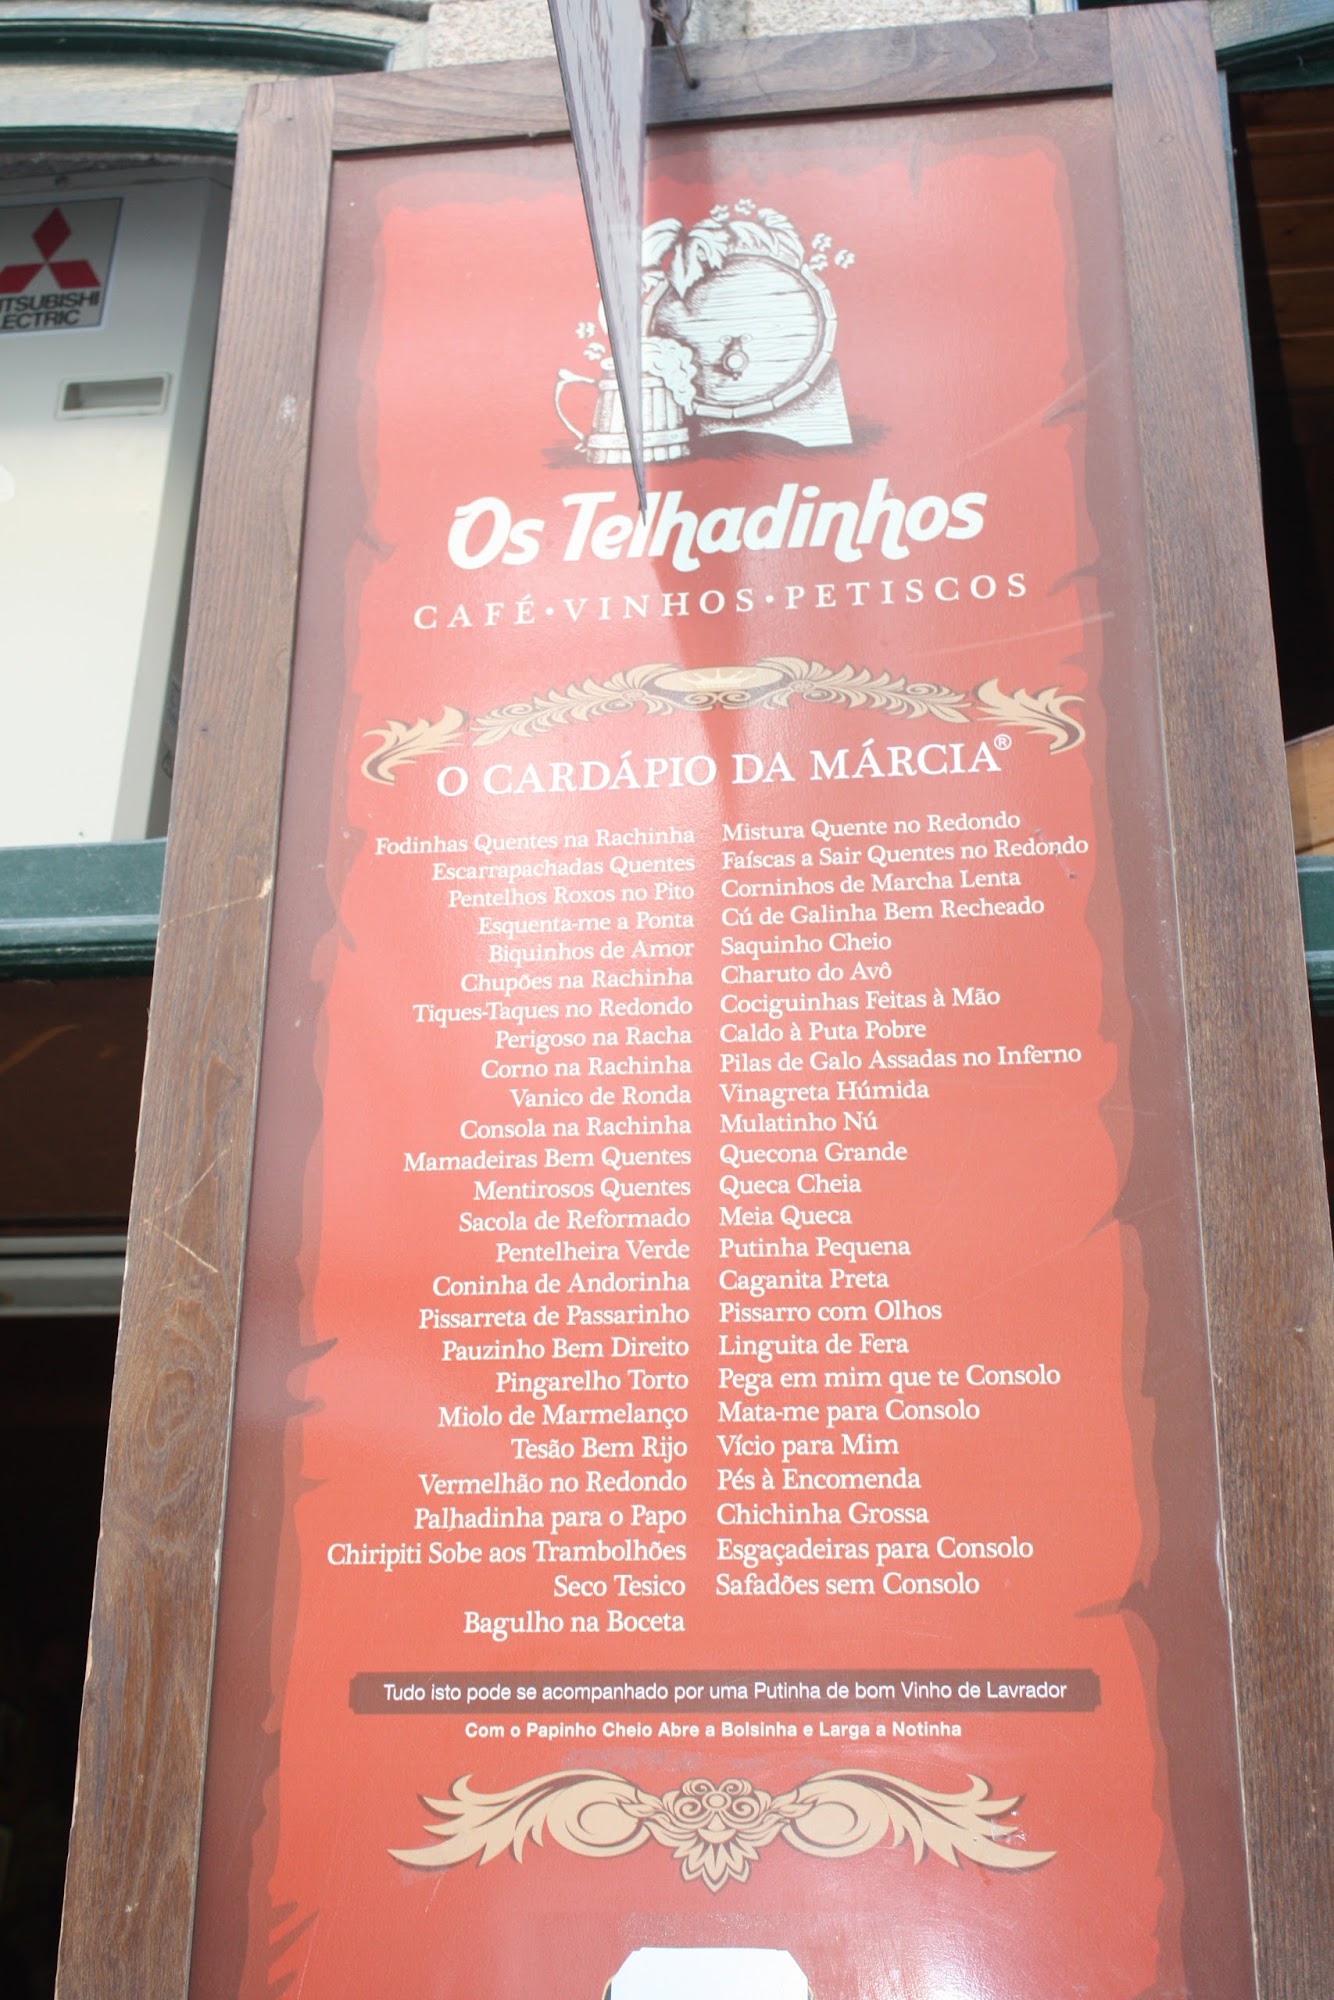 MITSUBISHI
ELECTRIC
Os Telhadinhos
CAFÉ·VINHOS·PETISCOS
O CARDÁPIO DA MÁRCIA®
Fodinhas Quentes na Rachinha
Escarrapachadas Quentes
Pentelhos Roxos no Pito
Esquenta-me a Ponta
Biquinhos de Amor
Chupões na Rachinha
Tiques-Taques no Redondo
Perigoso na Racha
Corno na Rachinha
Vanico de Ronda
Consola na Rachinha
Mamadeiras Bem Quentes
Mentirosos Quentes
Sacola de Reformado
Pentelheira Verde
Coninha de Andorinha
Pissarreta de Passarinho
Pauzinho Bem Direito
Pingarelho Torto
Miolo de Marmelanço
Tesão Bem Rijo
Vermelhão no Redondo
Palhadinha para o Papo
Chiripiti Sobe aos Trambolhões
Seco Tesico
Bagulho na Boceta
Mistura Quente no Redondo
Faíscas a Sair Quentes no Redondo
Corninhos de Marcha Lenta
Cú de Galinha Bem Recheado
Saquinho Cheio
Charuto do Avô
Cociguinhas Feitas à Mão
Caldo à Puta Pobre
Pilas de Galo Assadas no Inferno
Vinagreta Húmida
Mulatinho Nú
Quecona Grande
Queca Cheia
Meia Queca
Putinha Pequena
Caganita Preta
Pissarro com Olhos
Linguita de Fera
Pega em mim que te Consolo
Mata-me para Consolo
Vício para Mim
Pés à Encomenda
Chichinha Grossa
Esgaçadeiras para Consolo
Safadões sem Consolo
Tudo isto pode se acompanhado por uma Putinha de bom Vinho de Lavrador
Com o Papinho Cheio Abre a Bolsinha e Larga a Notinha